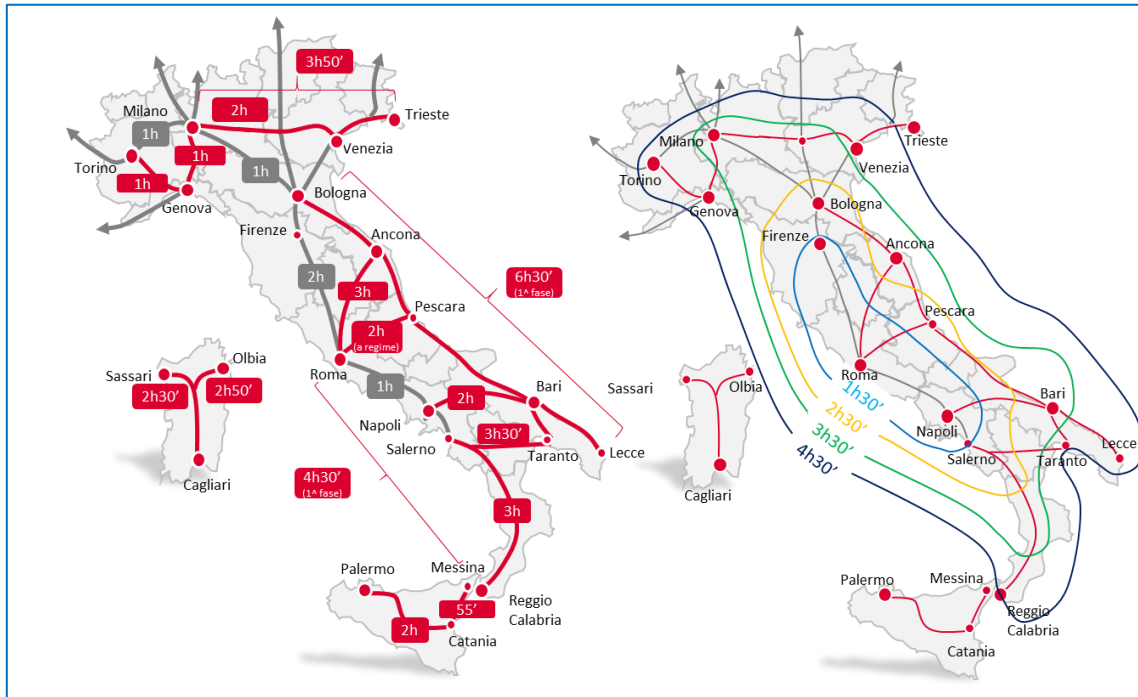 3h50'
Milano
2h
Trieste
1h
Venezia
Torino
1h
1h
1h
Genova
Bologna
Firenze
Ancona
2h
3h
6h30'
(1^ fase)
Pescara
2h
(a regime)
Olbia
Sassari
2h30'
2h50'
Roma
1h
Bari
2h
Napoli
Salerno
3h30'
Taranto
Lecce
Cagliari
4h30'
(1^ fase)
3h
Palermo
Messina
55'
Reggio
Calabria
2h
Catania
Milano
Trieste
Venezia
Torino
Genova
Bologna
Firenze
Ancona
Pescara
Roma
Sassari
Olbia
1h30'
Bari
2h30'
Napoli
3h30'
Lecce
4h30'
Salerno
Taranto
Cagliari
Palermo
Messina
Reggio
Calabria
Catania